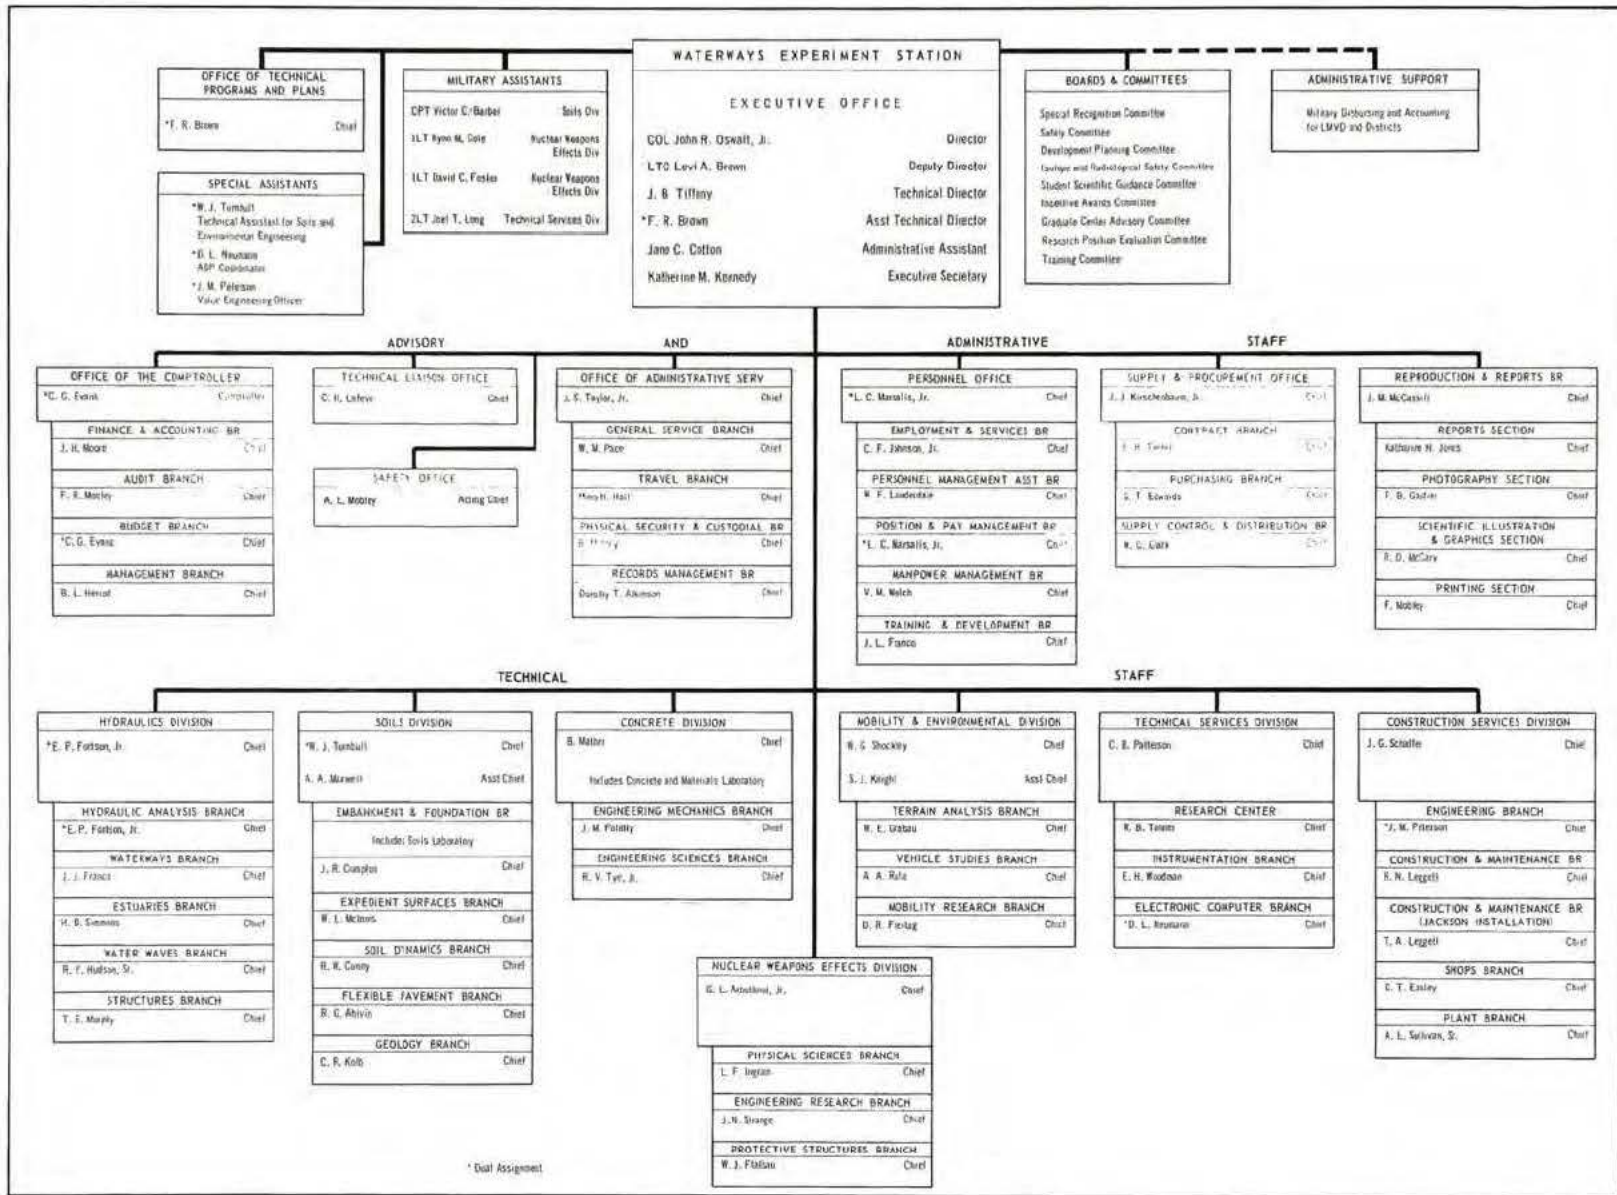 WATERWAYS EXPERIMENT STATION
EXECUTIVE OFFICE
COL John R. Oswalt, Jr. Director
LTC Levi A. Brown Deputy Director
J. B. Tiffany Technical Director
*F. R. Brown Asst Technical Director
Jane C. Cotton Administrative Assistant
Katherine M. Kennedy Executive Secetary
OFFICE OF TECHNICAL
PROGRAMS AND PLANS
*F. R. Brown Chief
SPECIAL ASSISTANTS
*W. J. Turnbull
Technical Assistant for Soils and
Environmental Engineering
*D. L. Neumann
ADP Coordinator
*J. M. Peterson
Value Engineering Officer
MILITARY ASSISTANTS
CPT Victor C. Barber Soils Div
Nuclear Weapons
Effects Div
1LT David C. Foster Nuclear Weapons
Effects Div
2LT Joel T. Long Technical Services Div
BOARDS & COMMITTEES
Special Recognition Committee
Safety Committee
Development Planning Committee
Isotope and Radiological Safety Committee
Student Scientific Guidance Committee
Incentive Awards Committee
Graduate Center Advisory Committee
Research Position Evaluation Committee
Training Committee
ADMINISTRATIVE SUPPORT
Military Disbursing and Accounting
for LMVD and Districts
ADVISORY AND ADMINISTRATIVE STAFF
OFFICE OF THE COMPTROLLER
*C. G. Evans Comptroller
FINANCE & ACCOUNTING BR
J. H. Moore Chief
AUDIT BRANCH
F. R. Chief
BUDGET BRANCH
*C. G. Evans Chief
MANAGEMENT BRANCH
B. L. Chief
TECHNICAL LIAISON OFFICE
C. H. Chief
SAFETY OFFICE
A. L. Mobley Acting Chief
OFFICE OF ADMINISTRATIVE SERV
J. S. Taylor, Jr. Chief
GENERAL SERVICE BRANCH
W. M. Pace Chief
TRAVEL BRANCH
Chief
PHYSICAL SECURITY & CUSTODIAL BR
Chief
RECORDS MANAGEMENT BR
Dorothy T. Atkinson Chief
PERSONNEL OFFICE
*L. C. Marsalis, Jr. Chief
EMPLOYMENT & SERVICES BR
C. F. Johnson, Jr. Chief
PERSONNEL MANAGEMENT ASST BR
W. F. Lauderdale Chief
POSITION & PAY MANAGEMENT BR
*L. C. Marsalis, Jr. Chief
MANPOWER MANAGEMENT BR
V. M. Chief
TRAINING & DEVELOPMENT BR
J. L. Franco Chief
SUPPLY & PROCUREMENT OFFICE
J. J. Kirschenbaum, Jr. Chief
CONTRACT BRANCH
Chief
PURCHASING BRANCH
S. T. Edwards Chief
SUPPLY CONTROL & DISTRIBUTION BR
W. C. Clark Chief
REPRODUCTION & REPORTS BR
J. M. Chief
REPORTS SECTION
Katharine H. Jones Chief
PHOTOGRAPHY SECTION
F. B. Chief
SCIENTIFIC ILLUSTRATION
& GRAPHICS SECTION
R. D. McGary Chief
PRINTING SECTION
F. Mobley Chief
TECHNICAL STAFF
HYDRAULICS DIVISION
*E. P. Fortson, Jr. Chief
HYDRAULIC ANALYSIS BRANCH
*E. P. Fortson, Jr. Chief
WATERWAYS BRANCH
J. J. Franco Chief
ESTUARIES BRANCH
H. B. Simmons Chief
WATER WAVES BRANCH
R. Y. Hudson, Sr. Chief
STRUCTURES BRANCH
T. E. Murphy Chief
SOILS DIVISION
*W. J. Turnbull Chief
A. A. Maxwell Asst Chief
EMBANKMENT & FOUNDATION BR
Includes Soils Laboratory
J. R. Compton Chief
EXPEDIENT SURFACES BRANCH
W. L. McInnis Chief
SOIL DYNAMICS BRANCH
R. W. Cunny Chief
FLEXIBLE PAVEMENT BRANCH
R. G. Ahlvin Chief
GEOLOGY BRANCH
C. R. Kolb Chief
CONCRETE DIVISION
B. Mather Chief
Includes Concrete and Materials Laboratory
ENGINEERING MECHANICS BRANCH
J. M. Polatty Chief
ENGINEERING SCIENCES BRANCH
R. V. Tye, Jr. Chief
MOBILITY & ENVIRONMENTAL DIVISION
W. G. Shockley Chief
S. J. Knight Asst Chief
TERRAIN ANALYSIS BRANCH
W. E. Grabau Chief
VEHICLE STUDIES BRANCH
A. A. Rula Chief
MOBILITY RESEARCH BRANCH
D. R. Freitag Chief
TECHNICAL SERVICES DIVISION
C. B. Patterson Chief
RESEARCH CENTER
Chief
INSTRUMENTATION BRANCH
E. H. Woodman Chief
ELECTRONIC COMPUTER BRANCH
*D. L. Neumann Chief
CONSTRUCTION SERVICES DIVISION
J. G. Schaffer Chief
ENGINEERING BRANCH
*J. M. Peterson Chief
CONSTRUCTION & MAINTENANCE BR
R. N. Leggett Chief
CONSTRUCTION & MAINTENANCE BR
(JACKSON INSTALLATION)
T. A. Leggett Chief
SHOPS BRANCH
C. T. Easley Chief
PLANT BRANCH
A. L. Sullivan, Sr. Chief
NUCLEAR WEAPONS EFFECTS DIVISION
G. L. Arbuthnot, Jr. Chief
PHYSICAL SCIENCES BRANCH
L. F. Ingram Chief
ENGINEERING RESEARCH BRANCH
J. N. Strange Chief
PROTECTIVE STRUCTURES BRANCH
W. J. Flathau Chief
* Dual Assignment